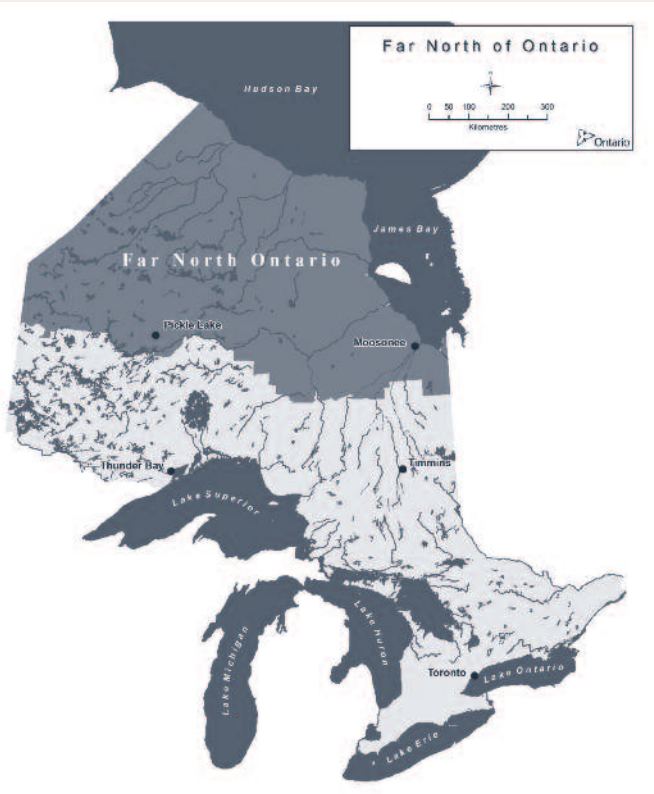 Far North of Ontario
N
0 50 100 200 300
Kilometres
Ontario
Hudson Bay
James Bay
Far North Ontario
Pickle Lake
Moosonee
Thunder Bay
Timmins
Lake Superior
Lake Michigan
Lake Huron
Toronto
Lake Ontario
Lake Erie